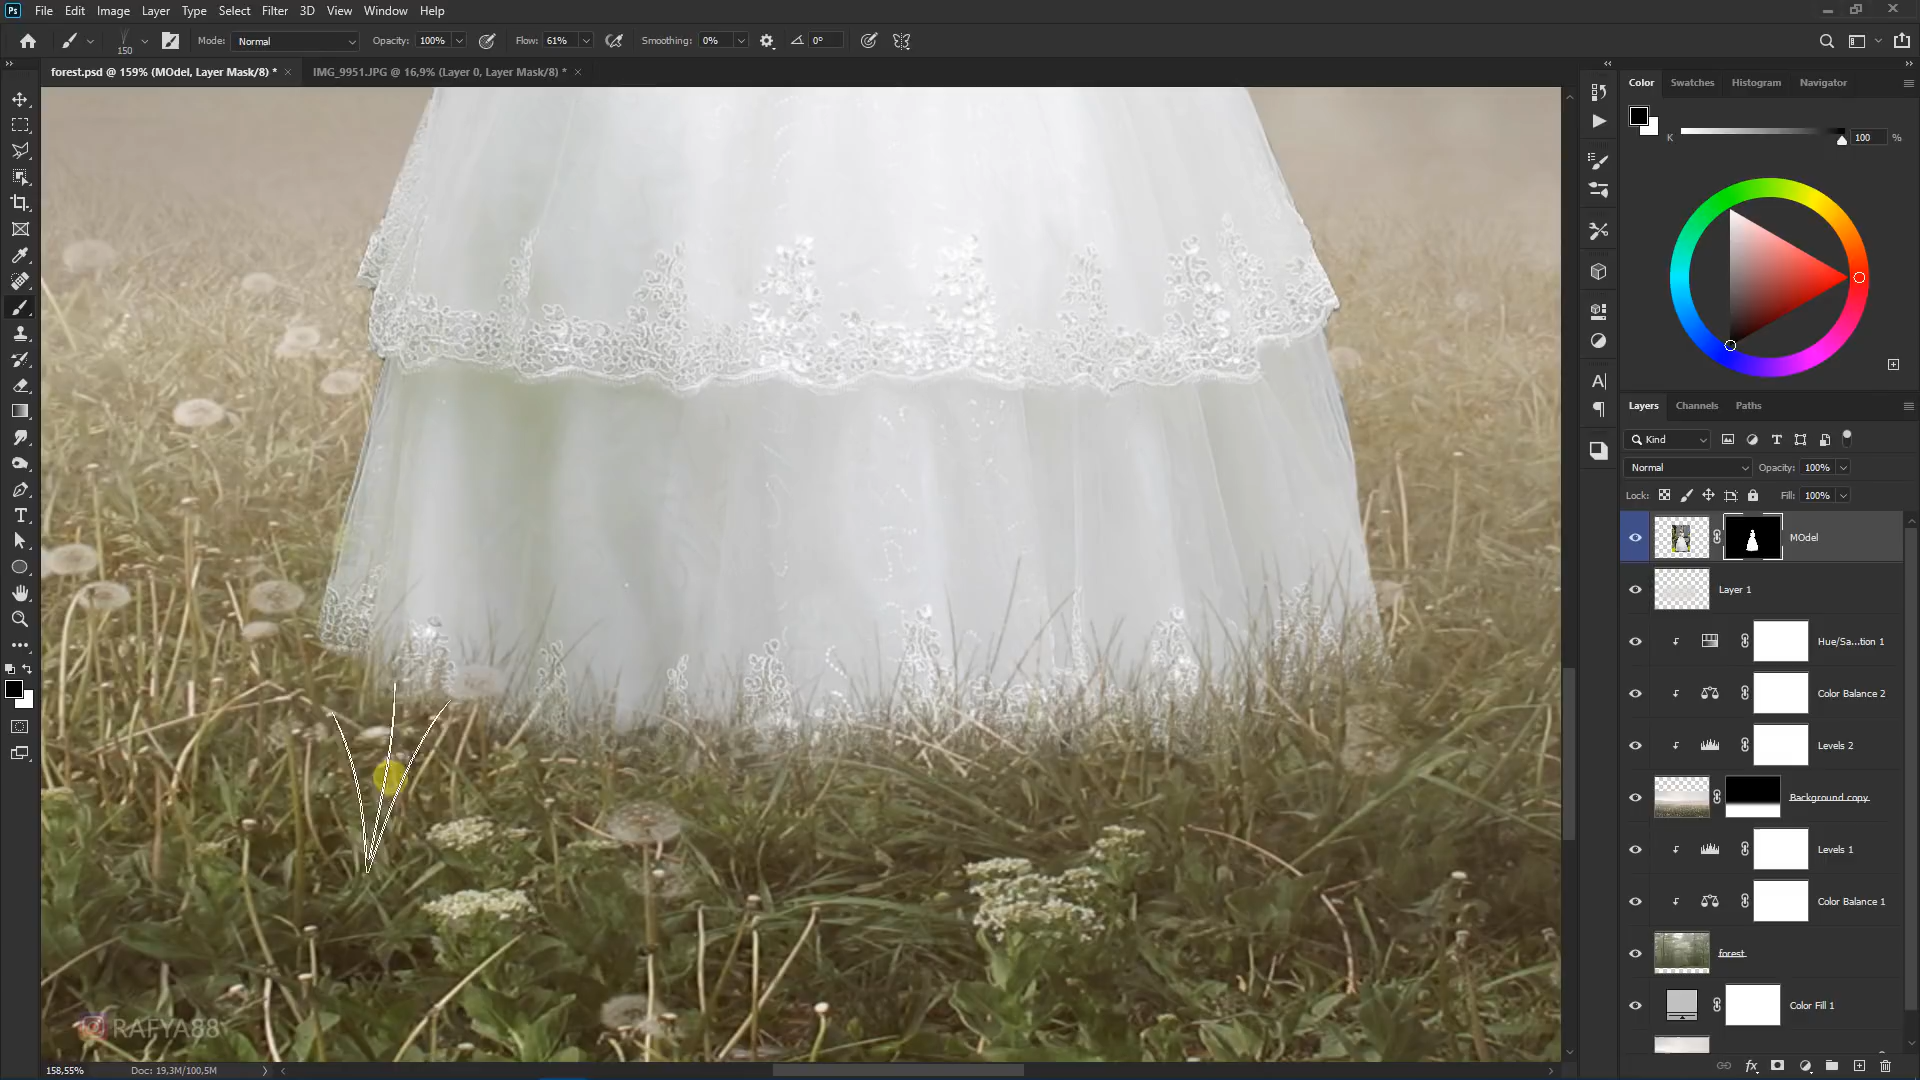 Ps File Edit Image Layer Type Select Filter 3D View Window Help
150 Mode: Normal Opacity: 100% Flow: 61% Smoothing: 0% 0°
forest.psd @ 159% (MOdel, Layer Mask/8) * × IMG_9951.JPG @ 16,9% (Layer 0, Layer Mask/8) * ×
Color Swatches Histogram Navigator
K 100 %
Layers Channels Paths
Kind
Normal Opacity: 100%
Lock: Fill: 100%
MOdel
Layer 1
Hue/Sa...tion 1
Color Balance 2
Levels 2
Background copy
Levels 1
Color Balance 1
forest
Color Fill 1
RAFYA88
158,55% Doc: 19,3M/100,5M